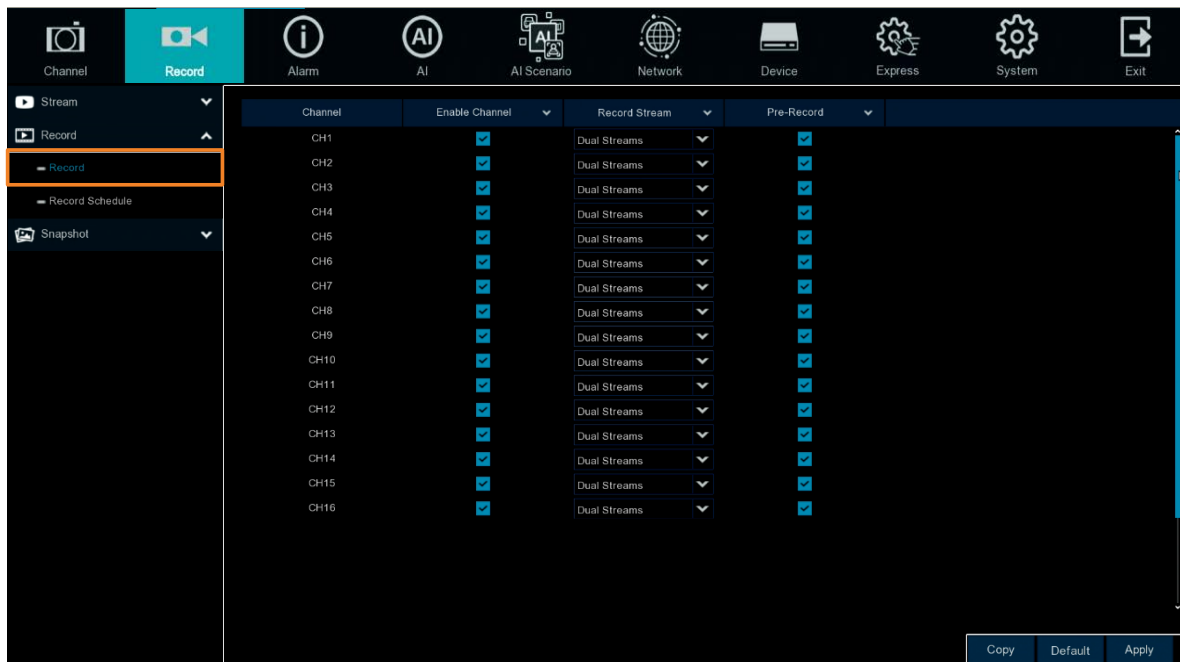 Channel Record Alarm AI AI Scenario Network Device Express System Exit
Stream
Record
Record
Record Schedule
Snapshot
Channel Enable Channel Record Stream Pre-Record
CH1 Dual Streams
CH2 Dual Streams
CH3 Dual Streams
CH4 Dual Streams
CH5 Dual Streams
CH6 Dual Streams
CH7 Dual Streams
CH8 Dual Streams
CH9 Dual Streams
CH10 Dual Streams
CH11 Dual Streams
CH12 Dual Streams
CH13 Dual Streams
CH14 Dual Streams
CH15 Dual Streams
CH16 Dual Streams
Copy Default Apply